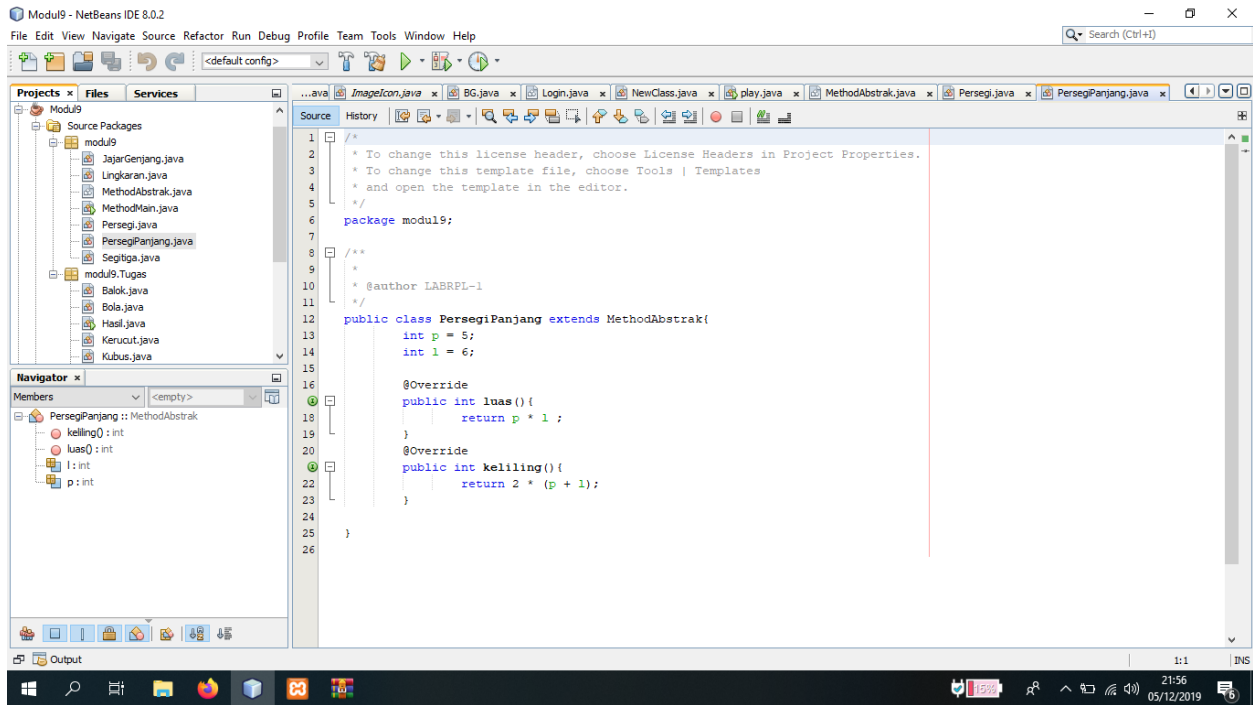 Modul9 - NetBeans IDE 8.0.2
File Edit View Navigate Source Refactor Run Debug Profile Team Tools Window Help
Search (Ctrl+I)
<default config>
Projects Files Services
...ava ImageIcon.java BG.java Login.java NewClass.java play.java MethodAbstrak.java Persegi.java PersegiPanjang.java
Modul9
Source Packages
modul9
JajarGenjang.java
Lingkaran.java
MethodAbstrak.java
MethodMain.java
Persegi.java
PersegiPanjang.java
Segitiga.java
modul9.Tugas
Balok.java
Bola.java
Hasil.java
Kerucut.java
Kubus.java
Navigator
Members <empty>
PersegiPanjang :: MethodAbstrak
keliling() : int
luas() : int
l : int
p : int
Source History
1 /*
2 * To change this license header, choose License Headers in Project Properties.
3 * To change this template file, choose Tools | Templates
4 * and open the template in the editor.
5 */
6 package modul9;
7
8 /**
9 *
10 * @author LABRPL-1
11 */
12 public class PersegiPanjang extends MethodAbstrak{
13 int p = 5;
14 int l = 6;
15
16 @Override
public int luas(){
18 return p * l ;
19 }
20 @Override
public int keliling(){
22 return 2 * (p + l);
23 }
24
25 }
26
Output
1:1 INS
15%
21:56
05/12/2019
6